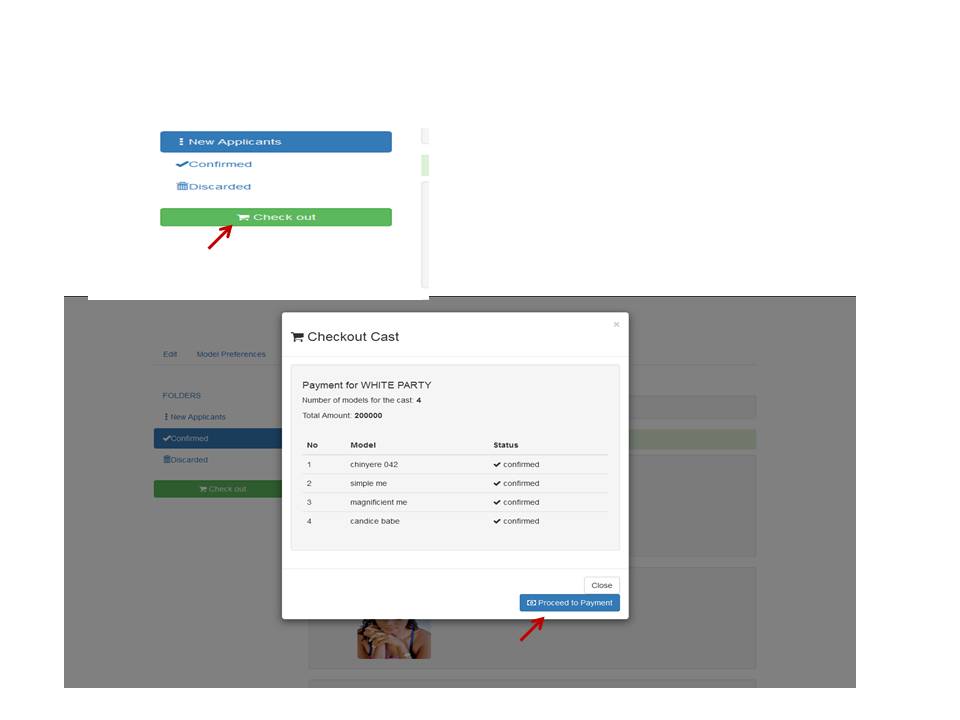 New Applicants
Confirmed
Discarded
Check out
×
Checkout Cast
Edit Model Preferences
Payment for WHITE PARTY
Number of models for the cast: 4
Total Amount: 200000
FOLDERS
New Applicants
Confirmed
Discarded
Check out
No Model Status
1 chinyere 042 confirmed
2 simple me confirmed
3 magnificient me confirmed
4 candice babe confirmed
Close
Proceed to Payment